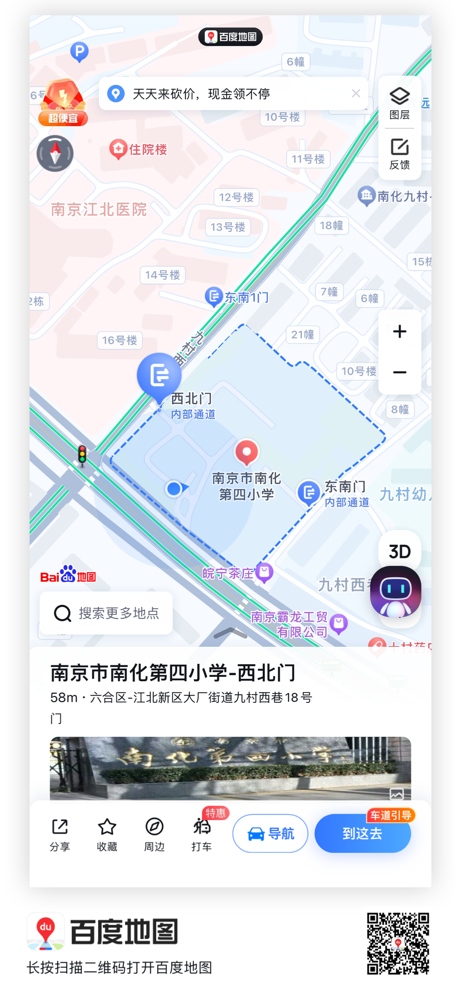 百度地图
6幢
天天来砍价，现金领不停
超便宜
图层
反馈
远
10号楼
住院楼
11号楼
南京江北医院
12号楼
南化九村
13号楼
18幢
15栋
14号楼
东南1门
7幢
6幢
2栋
16号楼
九村西
21幢
10号楼
西北门
内部通道
8幢
南京市南化
第四小学
东南门
内部通道
九村幼
3D
Baidu地图
皖宁茶庄
九村西
搜索更多地点
南京霸龙工贸
有限公司
十村药店
南京市南化第四小学-西北门
58m · 六合区-江北新区大厂街道九村西巷18号
门
南京市
南化第四小学
特惠
车道引导
分享
收藏
周边
打车
导航
到这去
du
百度地图
长按扫描二维码打开百度地图